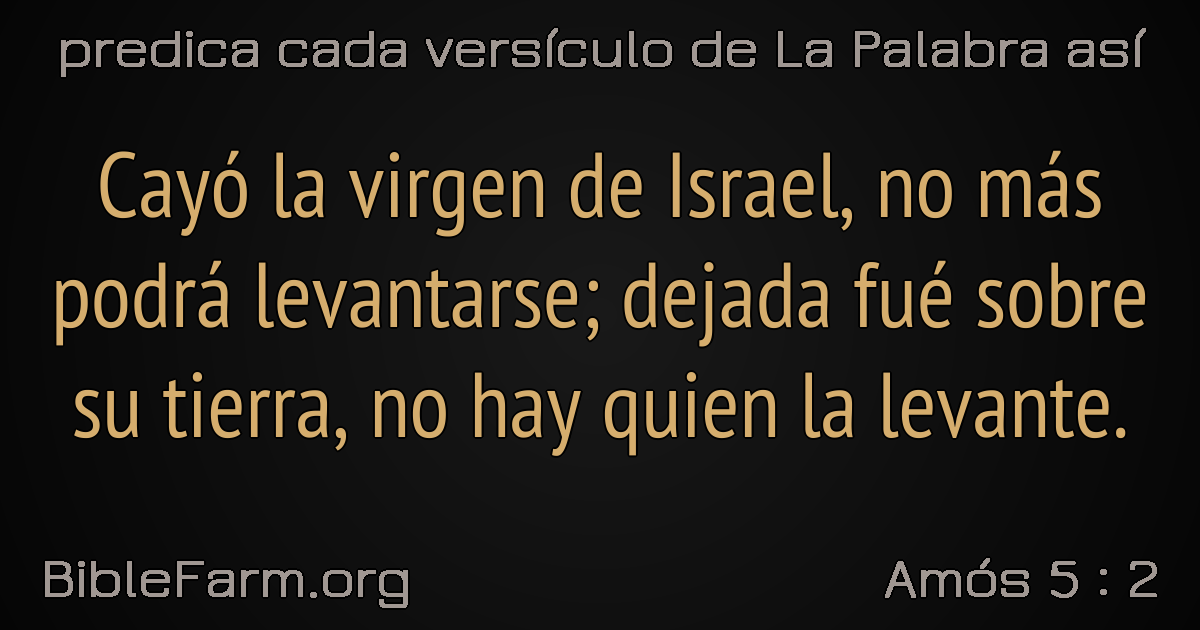 predica cada versículo de La Palabra así
Cayó la virgen de Israel, no más
podrá levantarse; dejada fué sobre
su tierra, no hay quien la levante.
BibleFarm.org
Amós 5 : 2